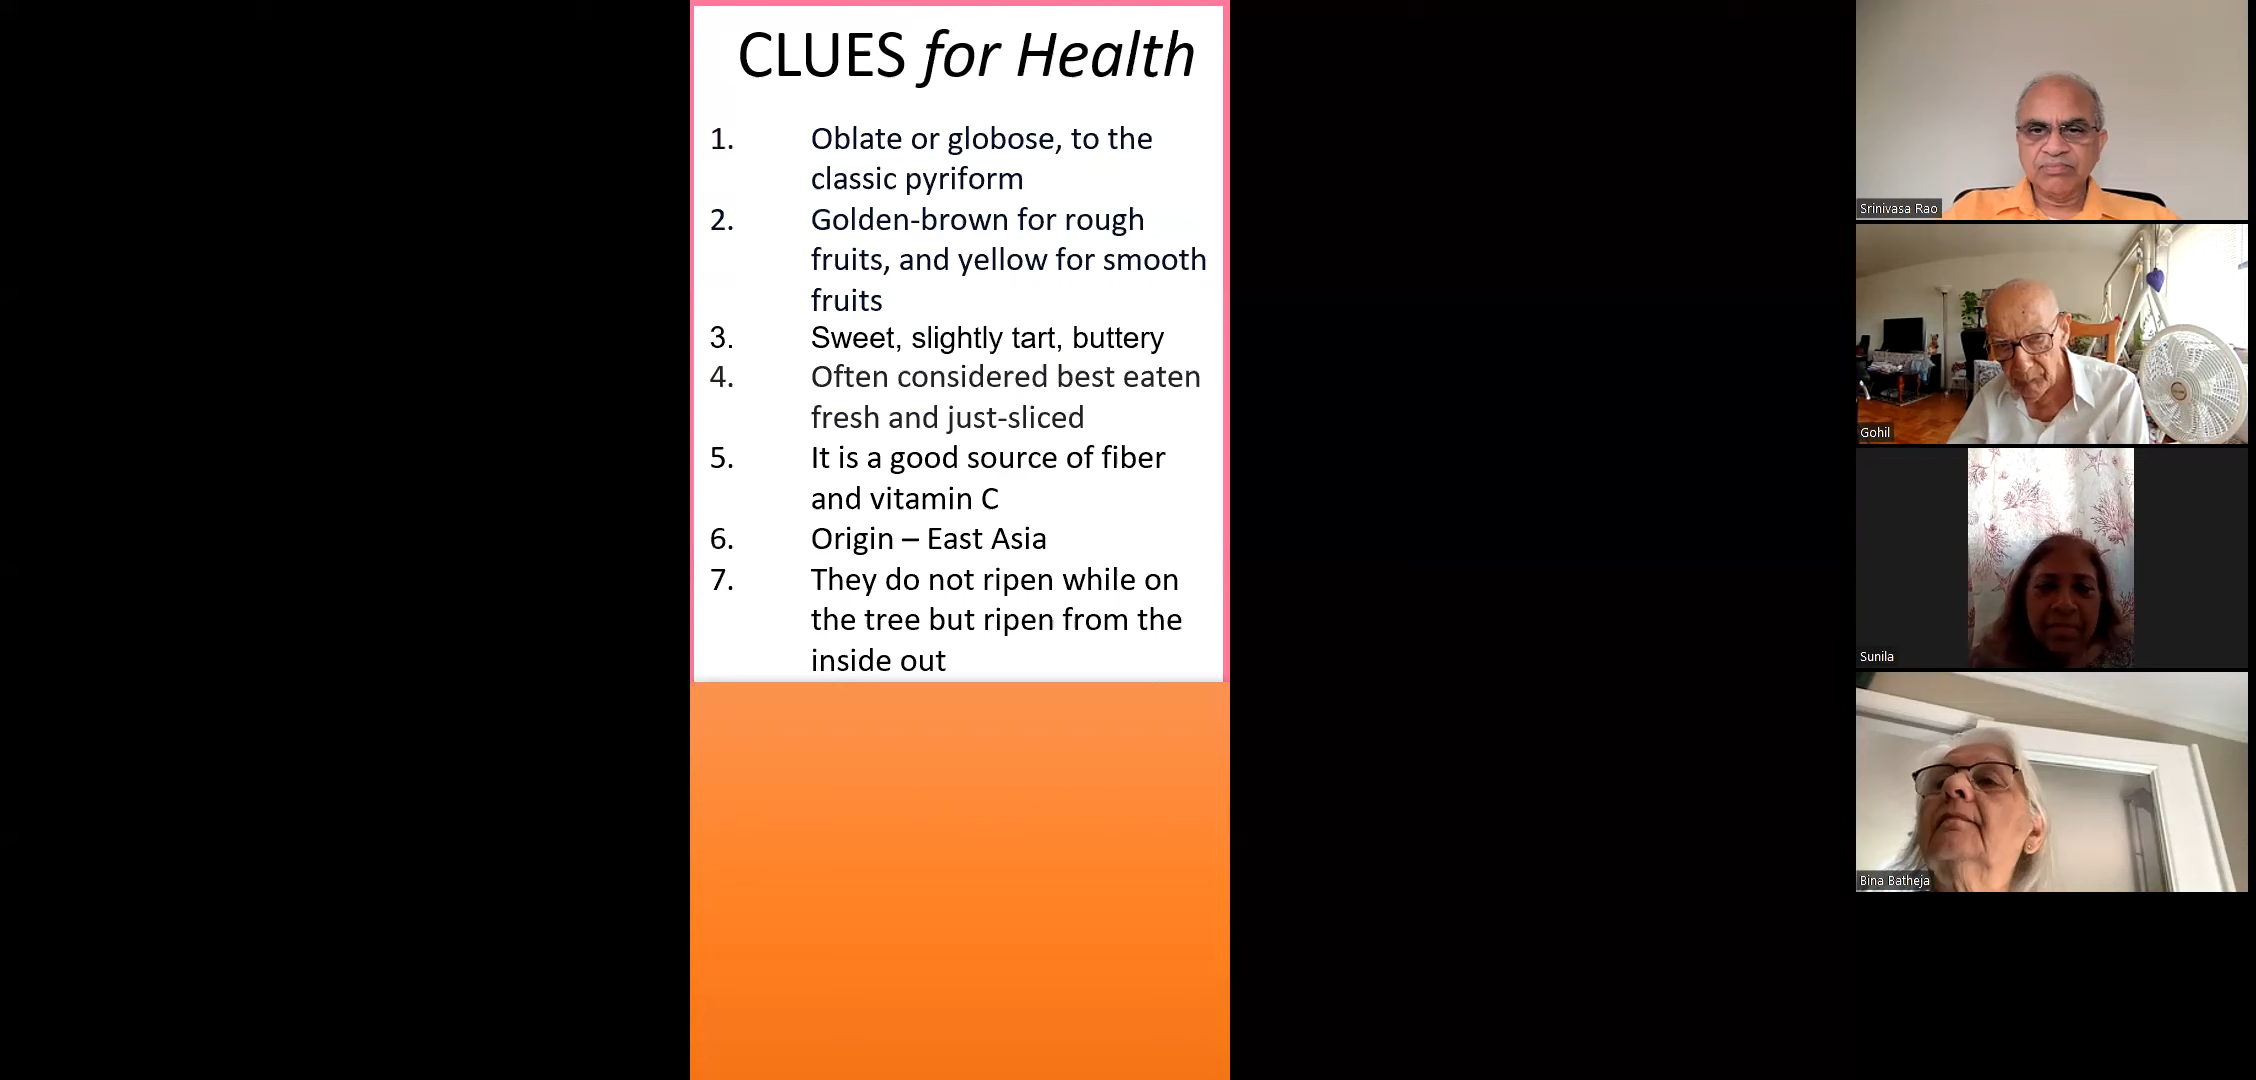 CLUES for Health
1. Oblate or globose, to the
classic pyriform
2. Golden-brown for rough
fruits, and yellow for smooth
fruits
3. Sweet, slightly tart, buttery
4. Often considered best eaten
fresh and just-sliced
5. It is a good source of fiber
and vitamin C
6. Origin – East Asia
7. They do not ripen while on
the tree but ripen from the
inside out
Srinivasa Rao
Gohil
Sunila
Bina Batheja